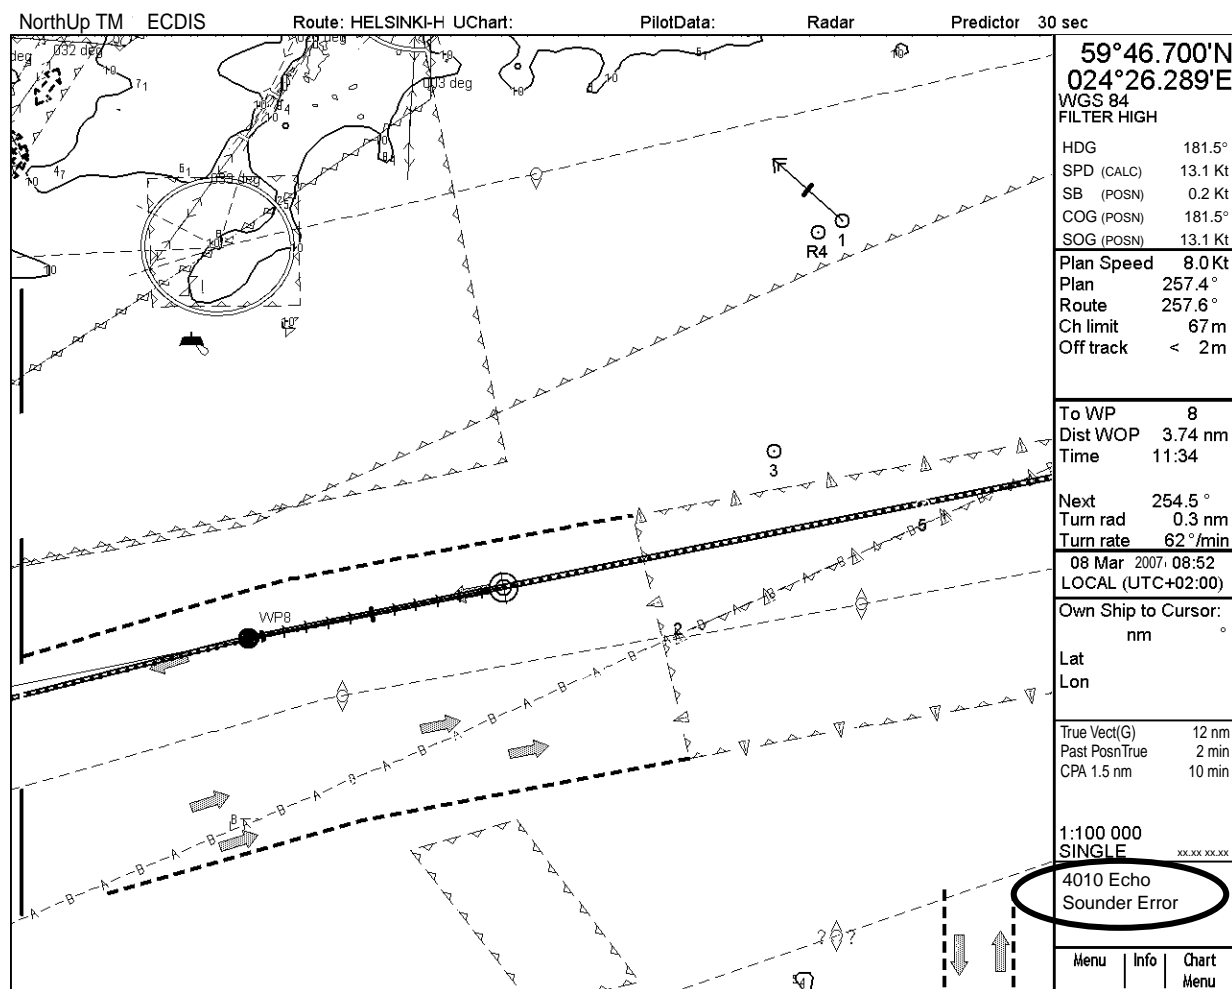 NorthUp TM ECDIS Route: HELSINKI-H UChart: PilotData: Radar Predictor 30 sec
59°46.700'N
024°26.289'E
WGS 84
FILTER HIGH
HDG 181.5°
SPD (CALC) 13.1 Kt
SB (POSN) 0.2 Kt
COG (POSN) 181.5°
SOG (POSN) 13.1 Kt
Plan Speed 8.0 Kt
Plan 257.4°
Route 257.6°
Ch limit 67 m
Off track < 2 m
To WP 8
Dist WOP 3.74 nm
Time 11:34
Next 254.5 °
Turn rad 0.3 nm
Turn rate 62°/min
08 Mar 2007 08:52
LOCAL (UTC+02:00)
Own Ship to Cursor:
nm °
Lat
Lon
True Vect(G) 12 nm
Past PosnTrue 2 min
CPA 1.5 nm 10 min
1:100 000
SINGLE xx.xx xx.xx
4010 Echo
Sounder Error
Menu Info Chart
Menu
deg 032 deg
003 deg
033 deg
R4 1
3
5
WP8
2
A B A B A B A B A B A B
? ?